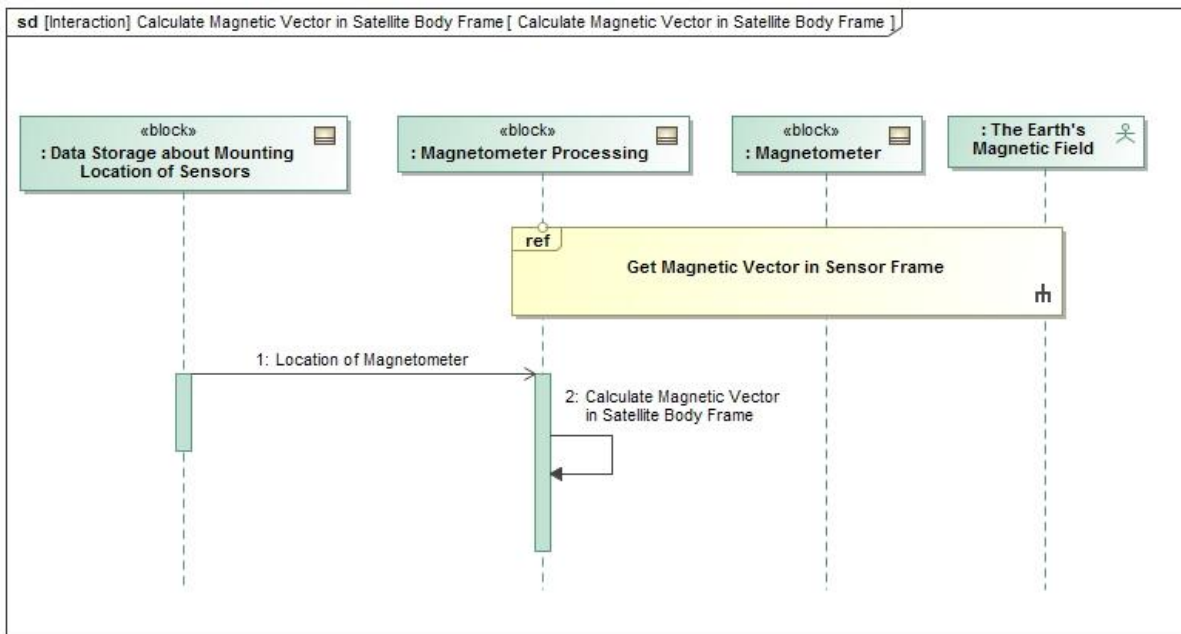 sd [Interaction] Calculate Magnetic Vector in Satellite Body Frame [ Calculate Magnetic Vector in Satellite Body Frame ]
«block»
: Data Storage about Mounting
Location of Sensors
«block»
: Magnetometer Processing
«block»
: Magnetometer
: The Earth's
Magnetic Field
ref
Get Magnetic Vector in Sensor Frame
1: Location of Magnetometer
2: Calculate Magnetic Vector
in Satellite Body Frame